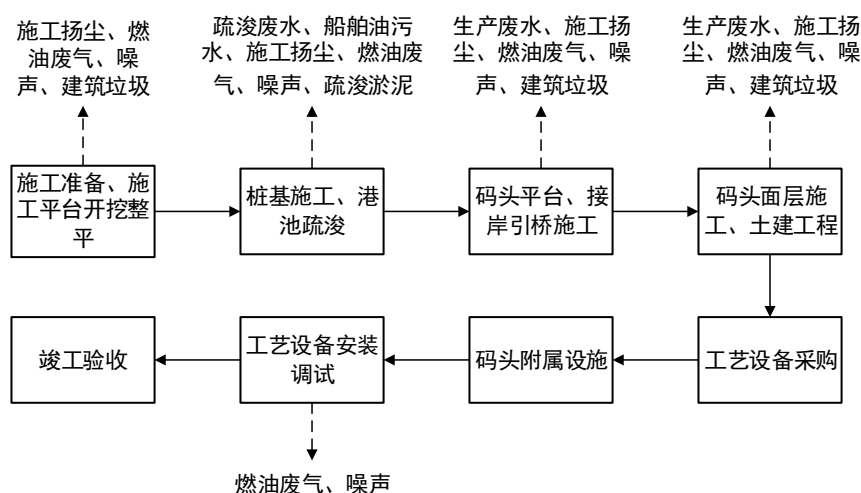 施工扬尘、燃
油废气、噪
声、建筑垃圾
疏浚废水、船舶油污
水、施工扬尘、燃油废
气、噪声、疏浚淤泥
生产废水、施工扬
尘、燃油废气、噪
声、建筑垃圾
生产废水、施工扬
尘、燃油废气、噪
声、建筑垃圾
施工准备、施
工平台开挖整
平
桩基施工、港
池疏浚
码头平台、接
岸引桥施工
码头面层施
工、土建工程
竣工验收
工艺设备安装
调试
码头附属设施
工艺设备采购
燃油废气、噪声